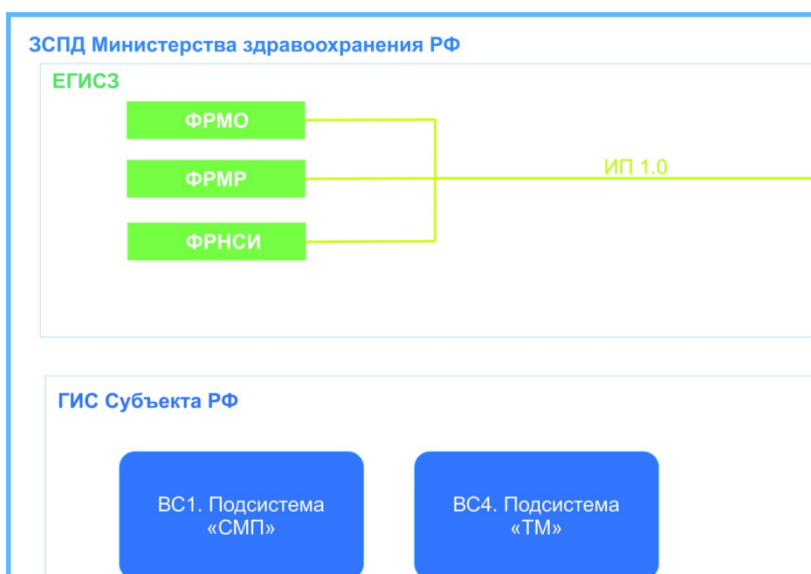 ЗСПД Министерства здравоохранения РФ
ЕГИСЗ
ФРМО
ФРМР
ИП 1.0
ФРНСИ
ГИС Субъекта РФ
ВС1. Подсистема
«СМП»
ВС4. Подсистема
«ТМ»